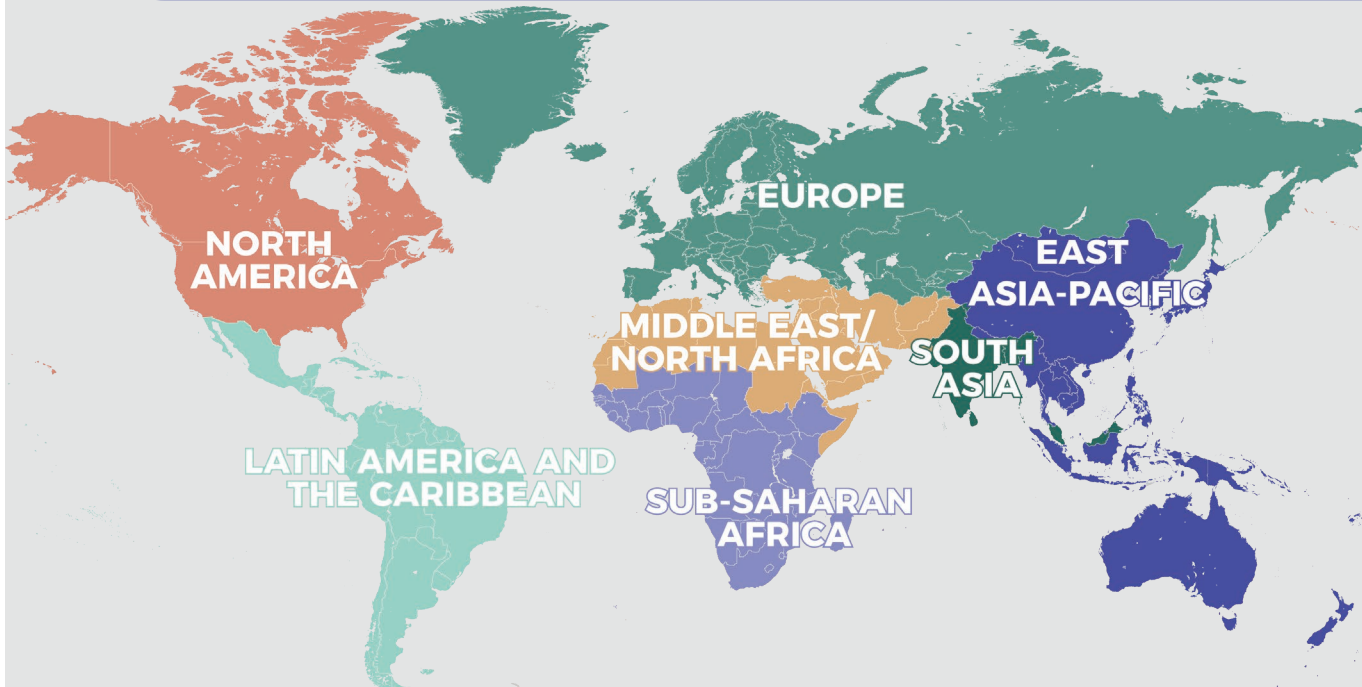 NORTH
AMERICA
EUROPE
EAST
ASIA-PACIFIC
MIDDLE EAST/
NORTH AFRICA
SOUTH
ASIA
LATIN AMERICA AND
THE CARIBBEAN
SUB-SAHARAN
AFRICA